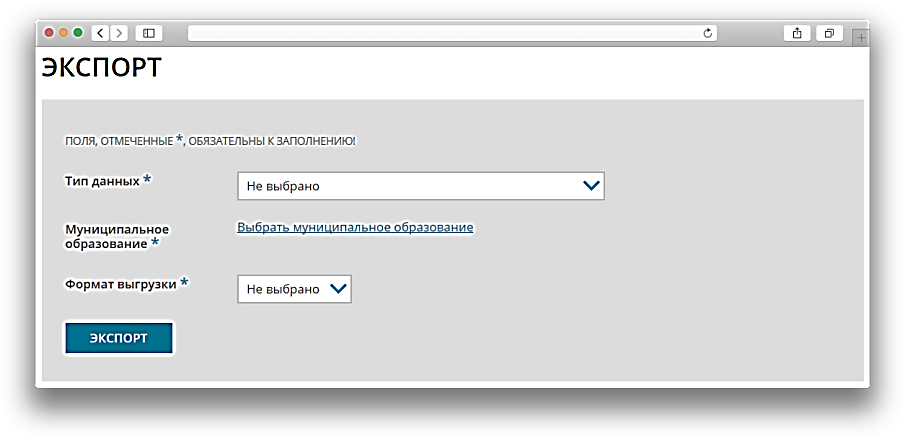 ЭКСПОРТ
ПОЛЯ, ОТМЕЧЕННЫЕ *, ОБЯЗАТЕЛЬНЫ К ЗАПОЛНЕНИЮ!
Тип данных *
Не выбрано
Муниципальное
образование *
Выбрать муниципальное образование
Формат выгрузки *
Не выбрано
ЭКСПОРТ